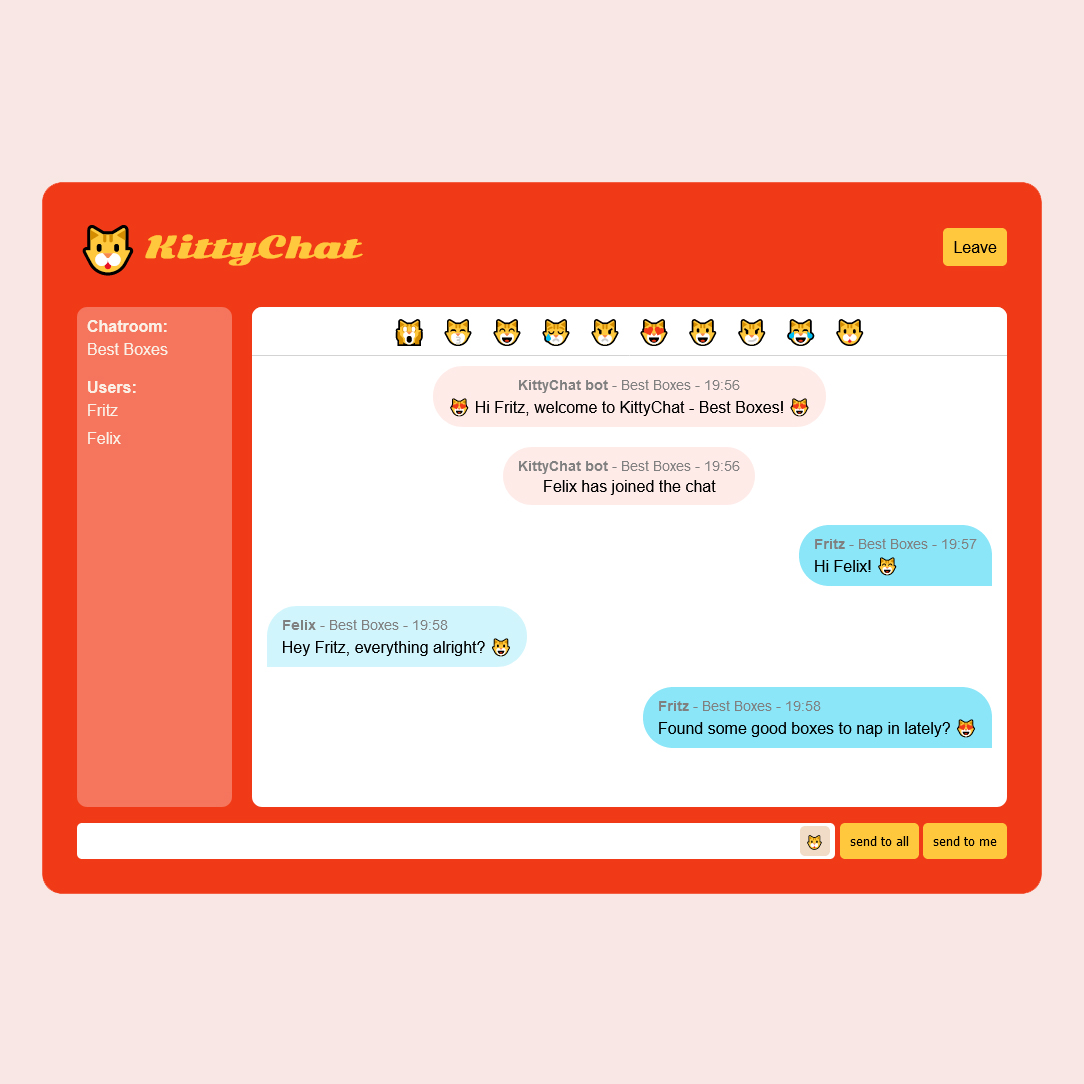 KittyChat
Leave
Chatroom:
Best Boxes
Users:
Fritz
Felix
KittyChat bot - Best Boxes - 19:56
😻 Hi Fritz, welcome to KittyChat - Best Boxes! 😻
KittyChat bot - Best Boxes - 19:56
Felix has joined the chat
Fritz - Best Boxes - 19:57
Hi Felix! 😸
Felix - Best Boxes - 19:58
Hey Fritz, everything alright? 😺
Fritz - Best Boxes - 19:58
Found some good boxes to nap in lately? 😻
send to all
send to me